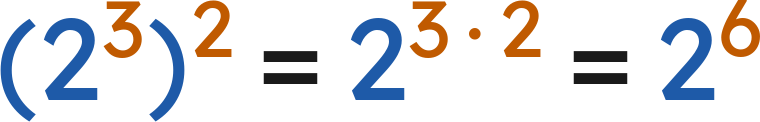 (2³)² = 2³·² = 2⁶